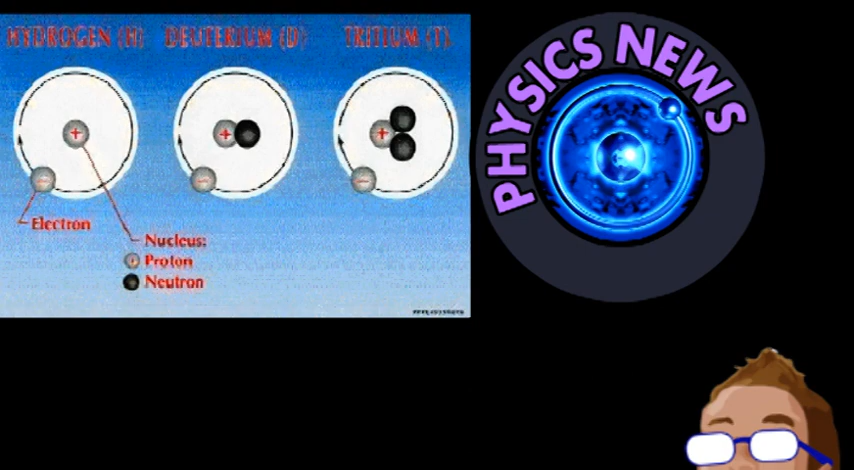 HYDROGEN (H) DEUTERIUM (D) TRITIUM (T)
PHYSICS NEWS
Electron
Nucleus:
Proton
Neutron